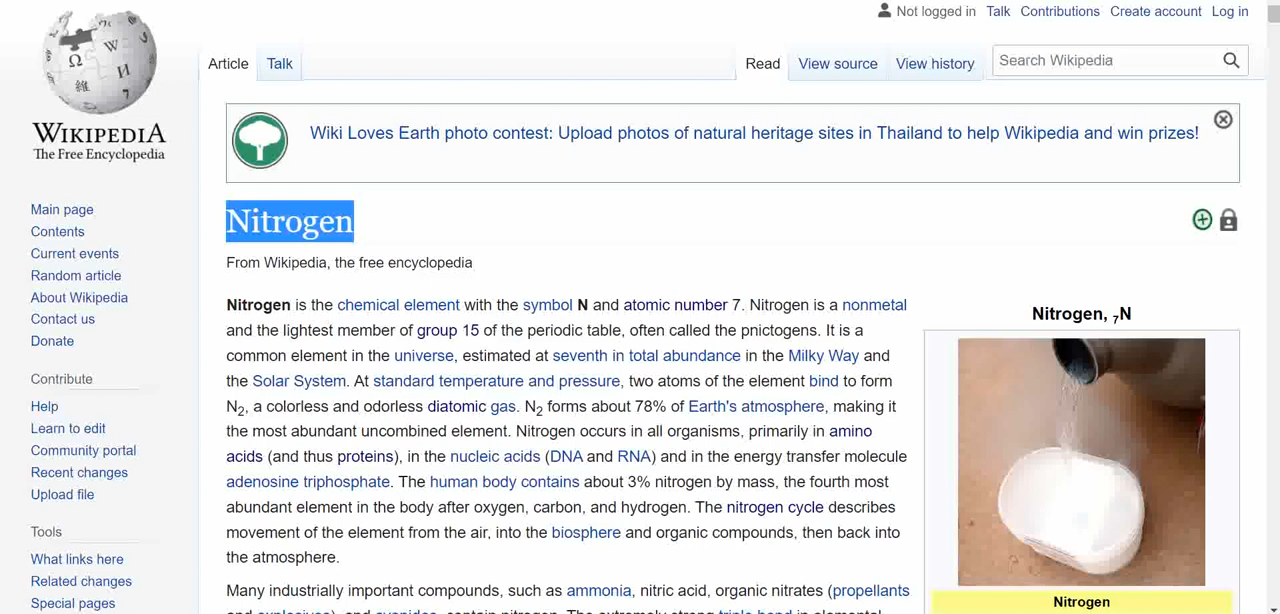 Not logged in Talk Contributions Create account Log in
Article Talk Read View source View history Search Wikipedia
WIKIPEDIA
The Free Encyclopedia
Main page
Contents
Current events
Random article
About Wikipedia
Contact us
Donate
Contribute
Help
Learn to edit
Community portal
Recent changes
Upload file
Tools
What links here
Related changes
Special pages
Wiki Loves Earth photo contest: Upload photos of natural heritage sites in Thailand to help Wikipedia and win prizes!
Nitrogen
From Wikipedia, the free encyclopedia
Nitrogen is the chemical element with the symbol N and atomic number 7. Nitrogen is a nonmetal
and the lightest member of group 15 of the periodic table, often called the pnictogens. It is a
common element in the universe, estimated at seventh in total abundance in the Milky Way and
the Solar System. At standard temperature and pressure, two atoms of the element bind to form
N₂, a colorless and odorless diatomic gas. N₂ forms about 78% of Earth's atmosphere, making it
the most abundant uncombined element. Nitrogen occurs in all organisms, primarily in amino
acids (and thus proteins), in the nucleic acids (DNA and RNA) and in the energy transfer molecule
adenosine triphosphate. The human body contains about 3% nitrogen by mass, the fourth most
abundant element in the body after oxygen, carbon, and hydrogen. The nitrogen cycle describes
movement of the element from the air, into the biosphere and organic compounds, then back into
the atmosphere.
Many industrially important compounds, such as ammonia, nitric acid, organic nitrates (propellants
and explosives), and cyanides, contain nitrogen. The extremely strong triple bond in elemental
Nitrogen, ₇N
Nitrogen